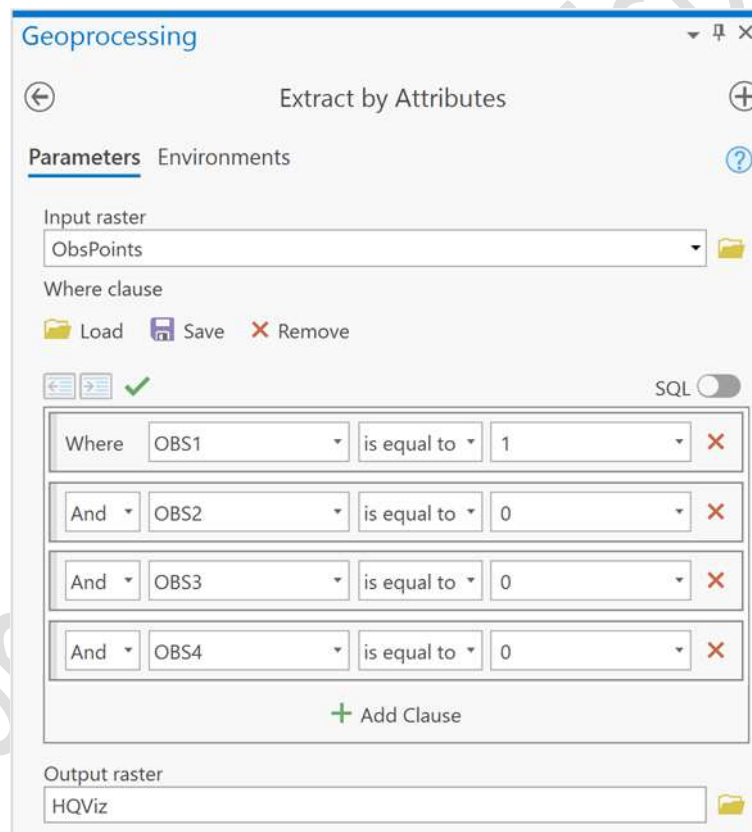 Geoprocessing
Extract by Attributes
Parameters Environments
Input raster
ObsPoints
Where clause
Load Save Remove
SQL
Where OBS1 is equal to 1
And OBS2 is equal to 0
And OBS3 is equal to 0
And OBS4 is equal to 0
Add Clause
Output raster
HQViz